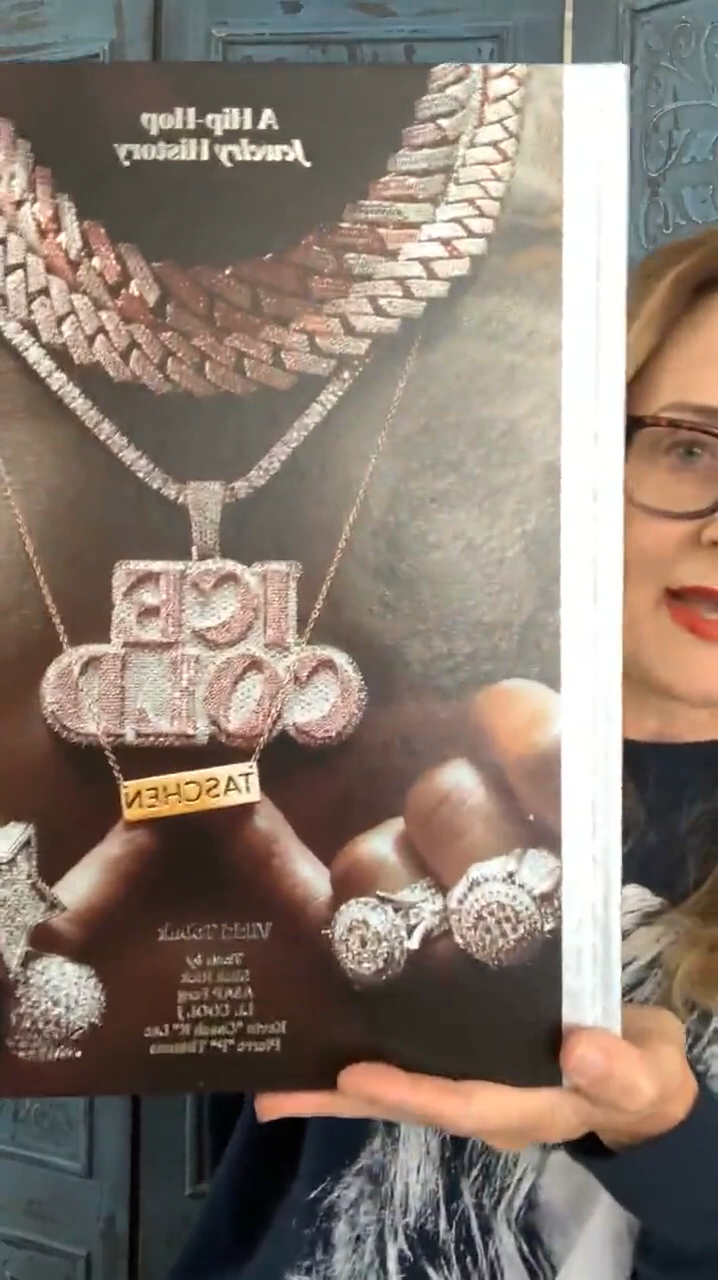 A Hip-Hop
Jewelry History
ICE
COLD
TASCHEN
Vikki Tobak
Texts by
Slick Rick
A$AP Ferg
LL COOL J
Kevin "Coach K" Lee
Pierre "P" Thomas